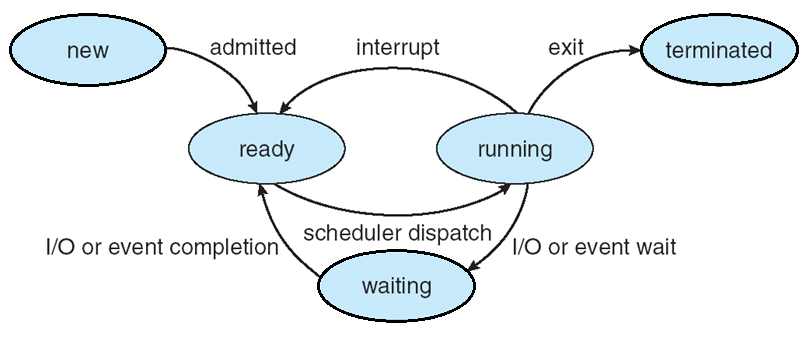 new
admitted
interrupt
exit
terminated
ready
running
I/O or event completion
scheduler dispatch
I/O or event wait
waiting